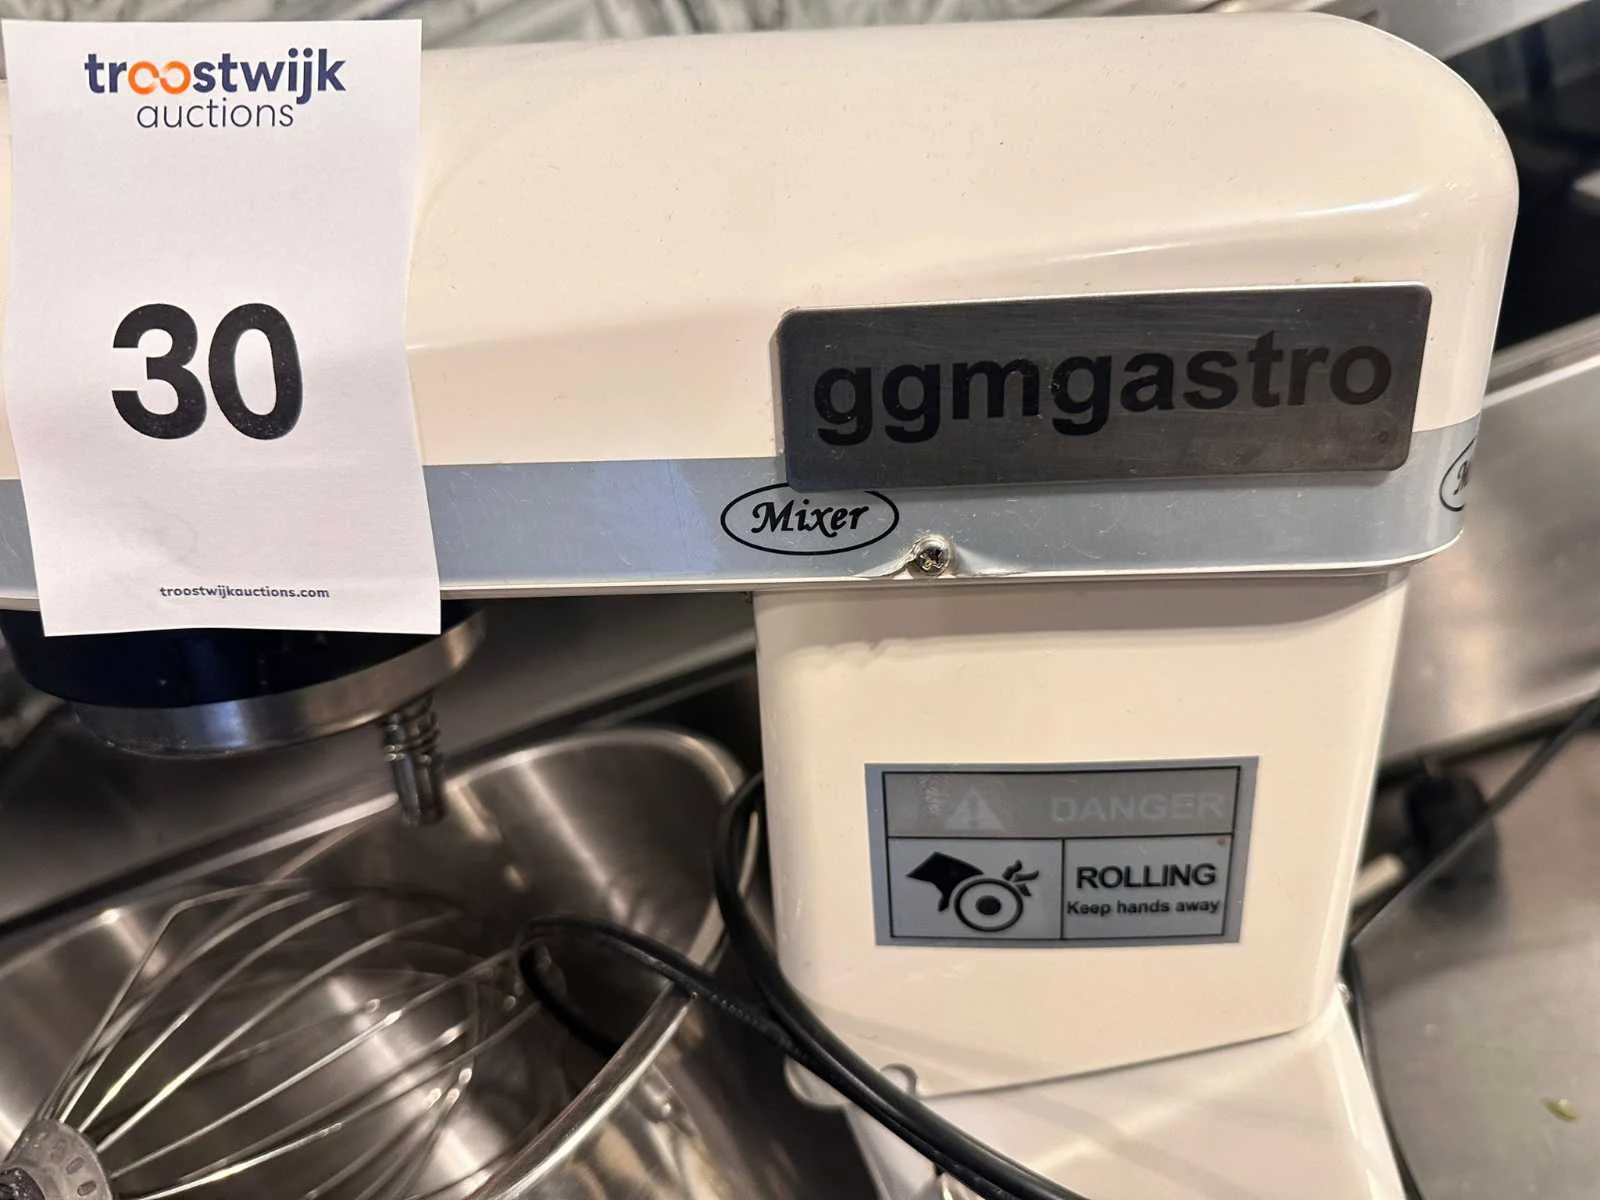 troostwijk
auctions
30
troostwijkauctions.com
ggmgastro
Mixer
DANGER
ROLLING
Keep hands away